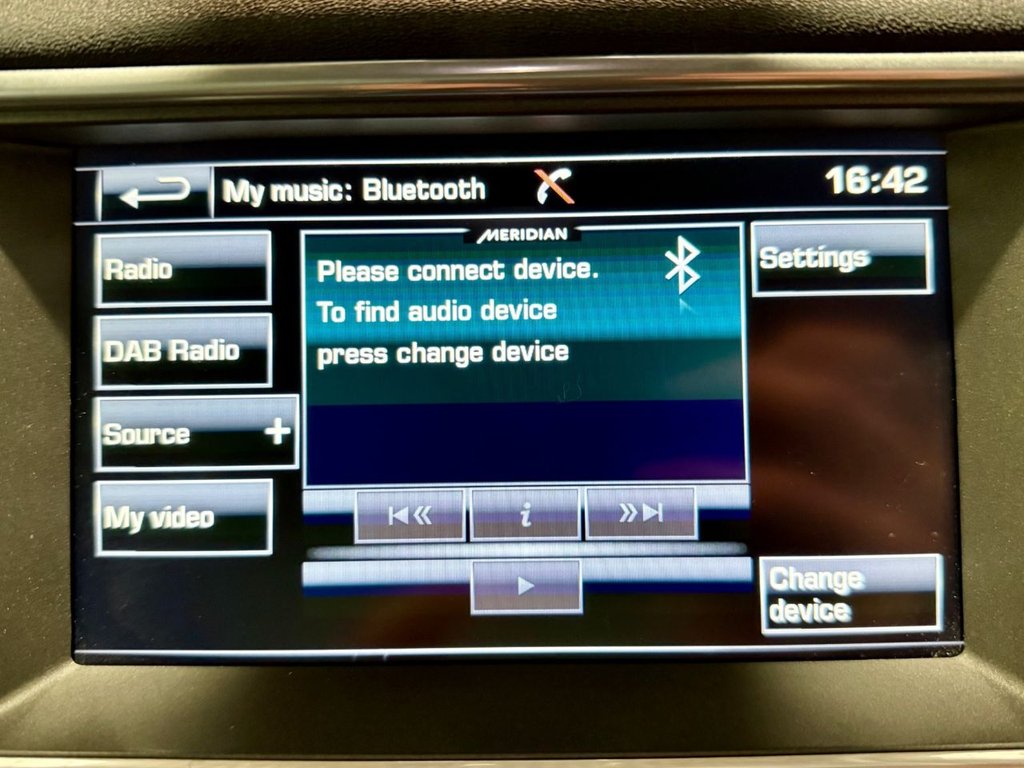 My music: Bluetooth
16:42
Radio
DAB Radio
Source +
My video
MERIDIAN
Please connect device.
To find audio device
press change device
i
Settings
Change
device